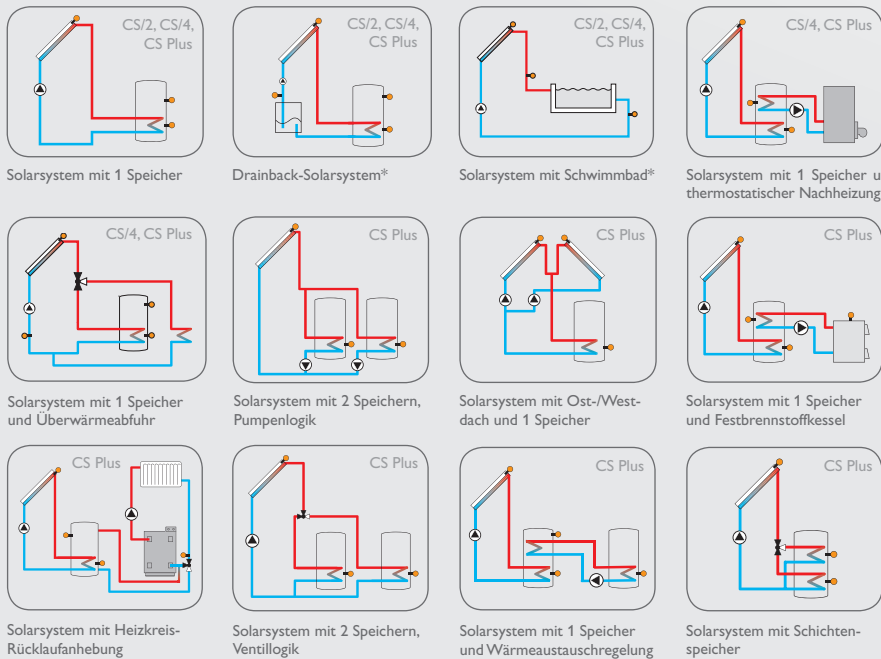 CS/2, CS/4,
CS Plus
Solarsystem mit 1 Speicher
CS/2, CS/4,
CS Plus
Drainback-Solarsystem*
CS/2, CS/4,
CS Plus
Solarsystem mit Schwimmbad*
CS/4, CS Plus
Solarsystem mit 1 Speicher u
thermostatischer Nachheizung
CS/4, CS Plus
Solarsystem mit 1 Speicher
und Überwärmeabfuhr
CS Plus
Solarsystem mit 2 Speichern,
Pumpenlogik
CS Plus
Solarsystem mit Ost-/West-
dach und 1 Speicher
CS Plus
Solarsystem mit 1 Speicher
und Festbrennstoffkessel
CS Plus
Solarsystem mit Heizkreis-
Rücklaufanhebung
CS Plus
Solarsystem mit 2 Speichern,
Ventillogik
CS Plus
Solarsystem mit 1 Speicher
und Wärmeaustauschregelung
CS Plus
Solarsystem mit Schichten-
speicher